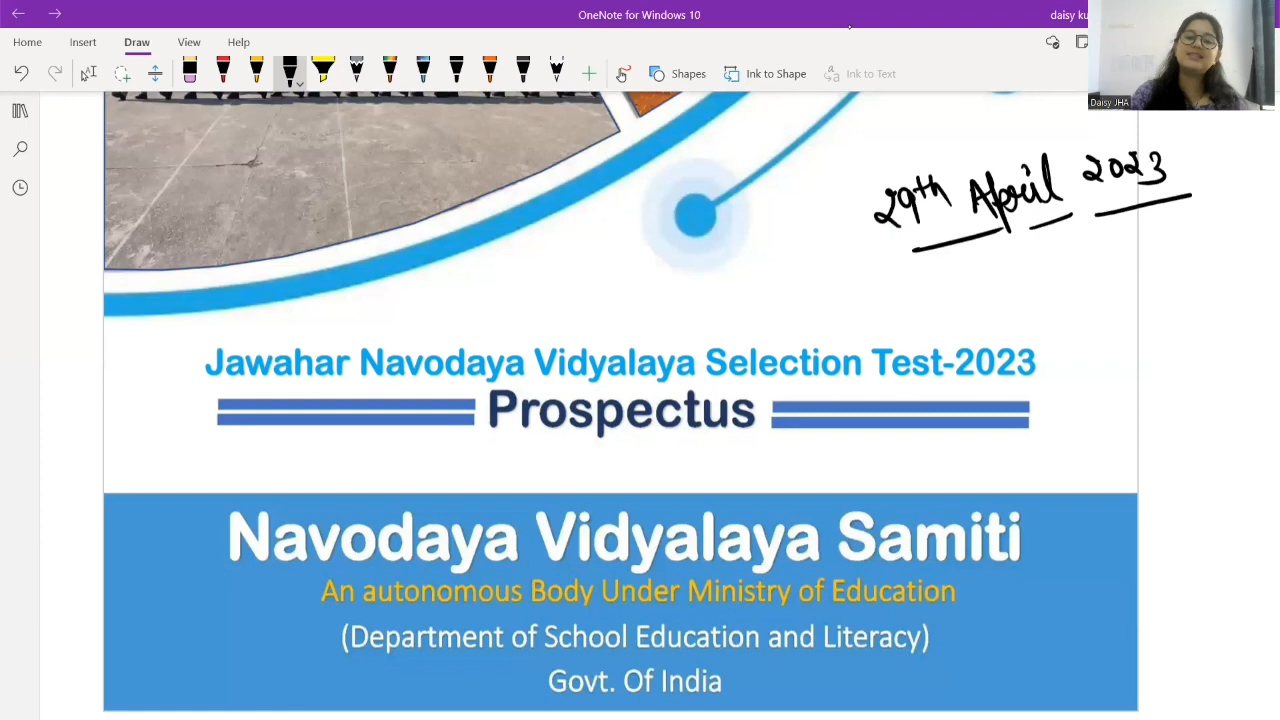 OneNote for Windows 10
daisy ku
Home Insert Draw View Help
Shapes Ink to Shape Ink to Text
Daisy JHA
29th April 2023
Jawahar Navodaya Vidyalaya Selection Test-2023
Prospectus
Navodaya Vidyalaya Samiti
An autonomous Body Under Ministry of Education
(Department of School Education and Literacy)
Govt. Of India